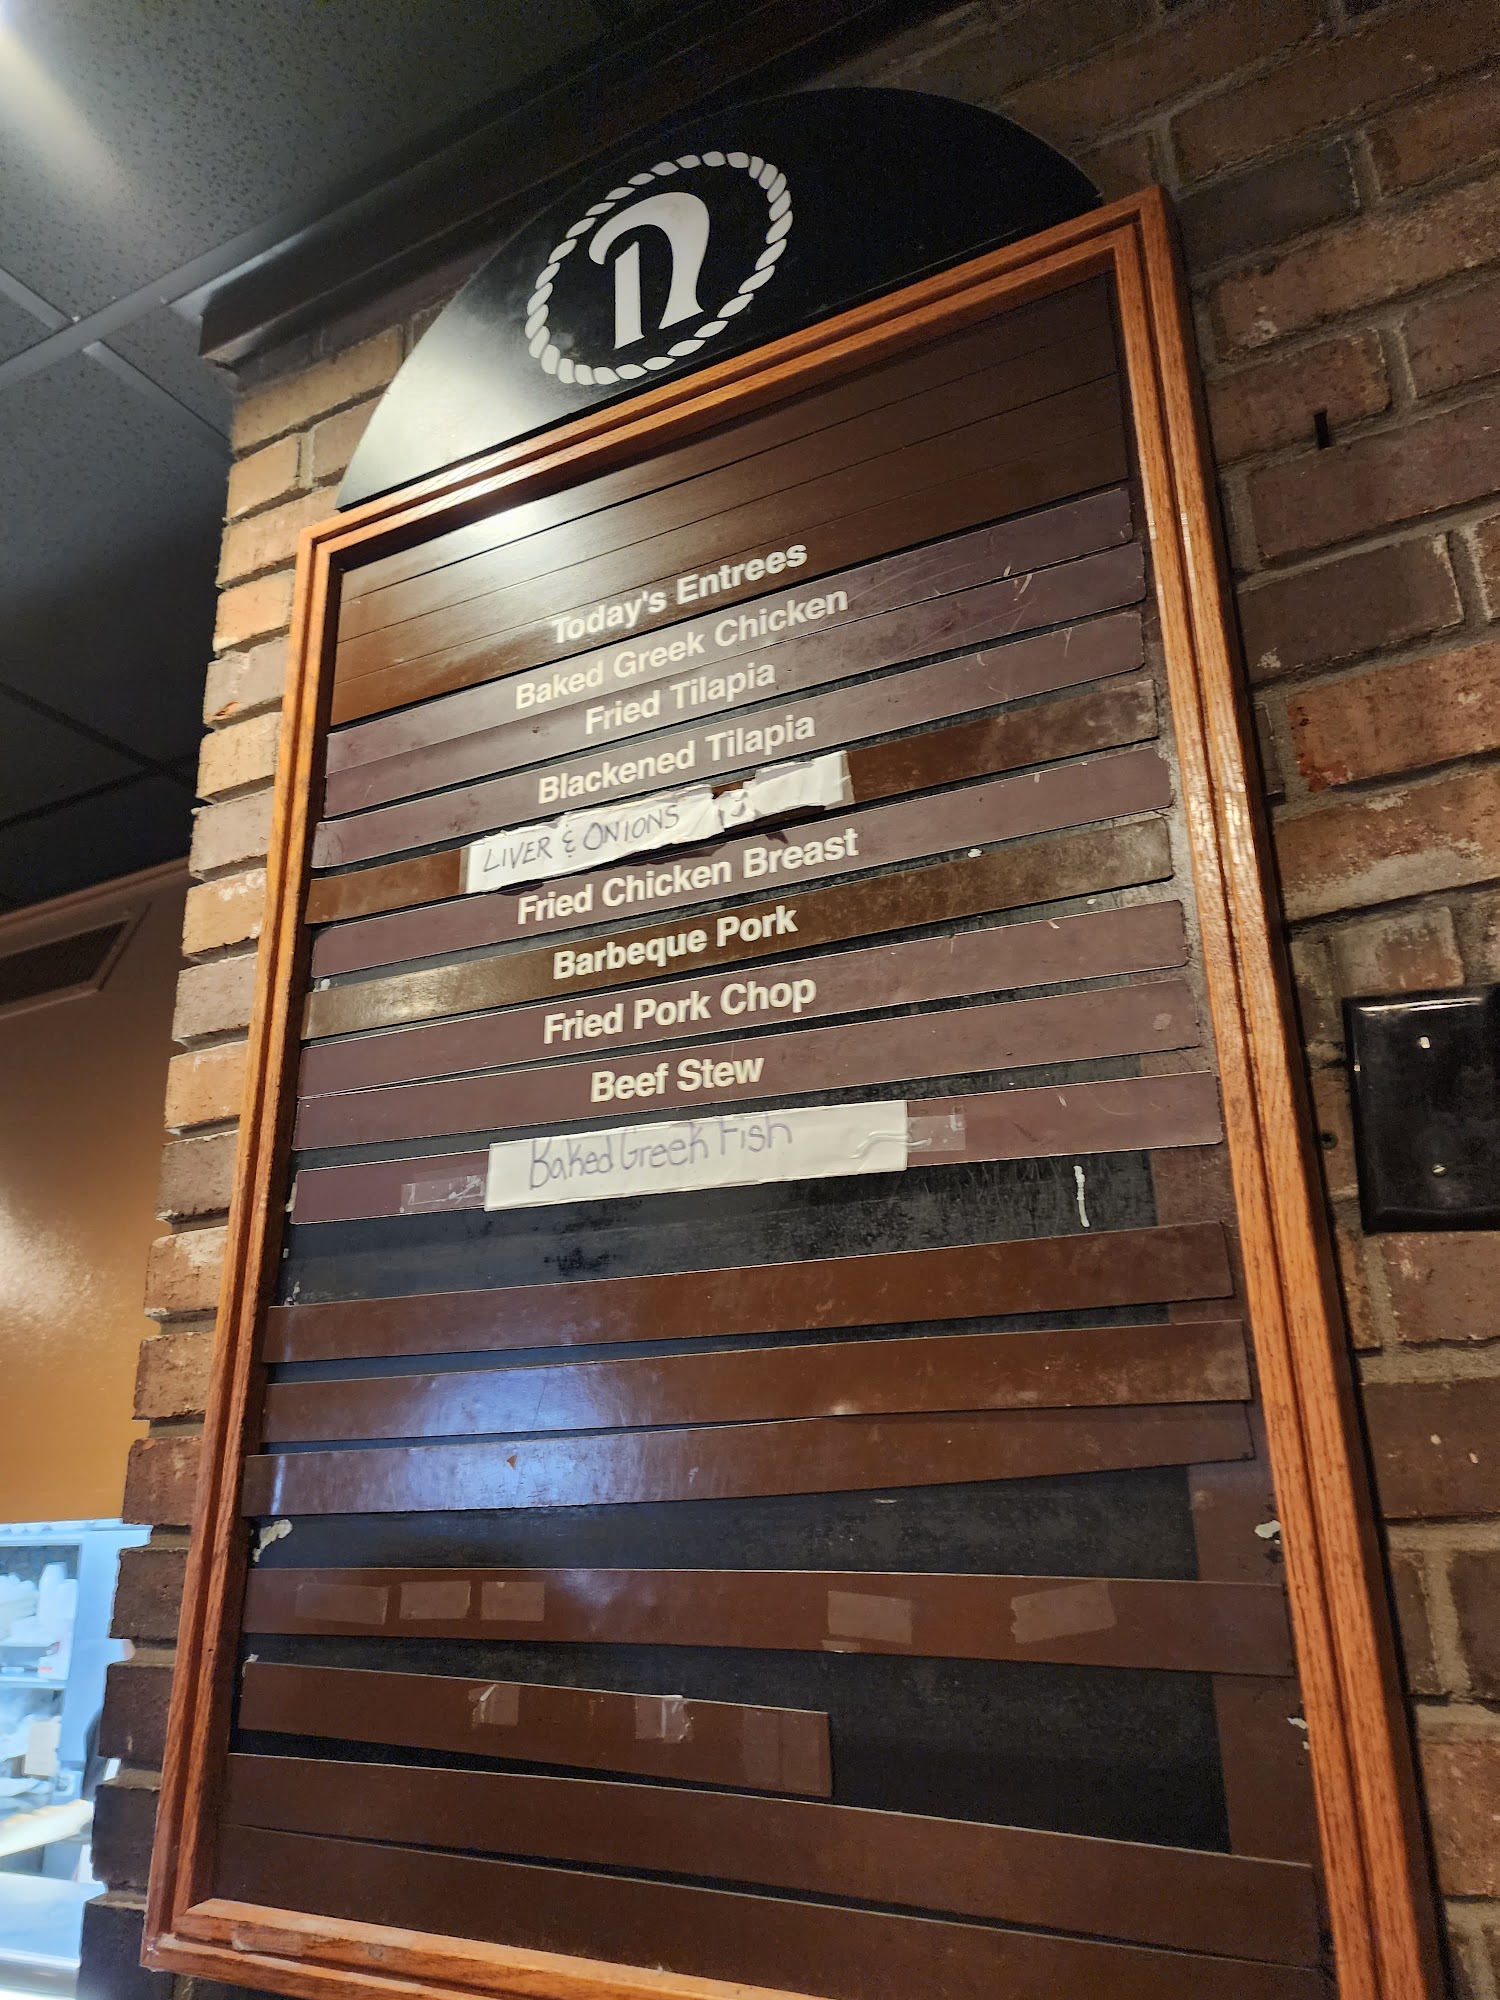 n
Today's Entrees
Baked Greek Chicken
Fried Tilapia
Blackened Tilapia
LIVER & ONIONS
Fried Chicken Breast
Barbeque Pork
Fried Pork Chop
Beef Stew
Baked Greek Fish